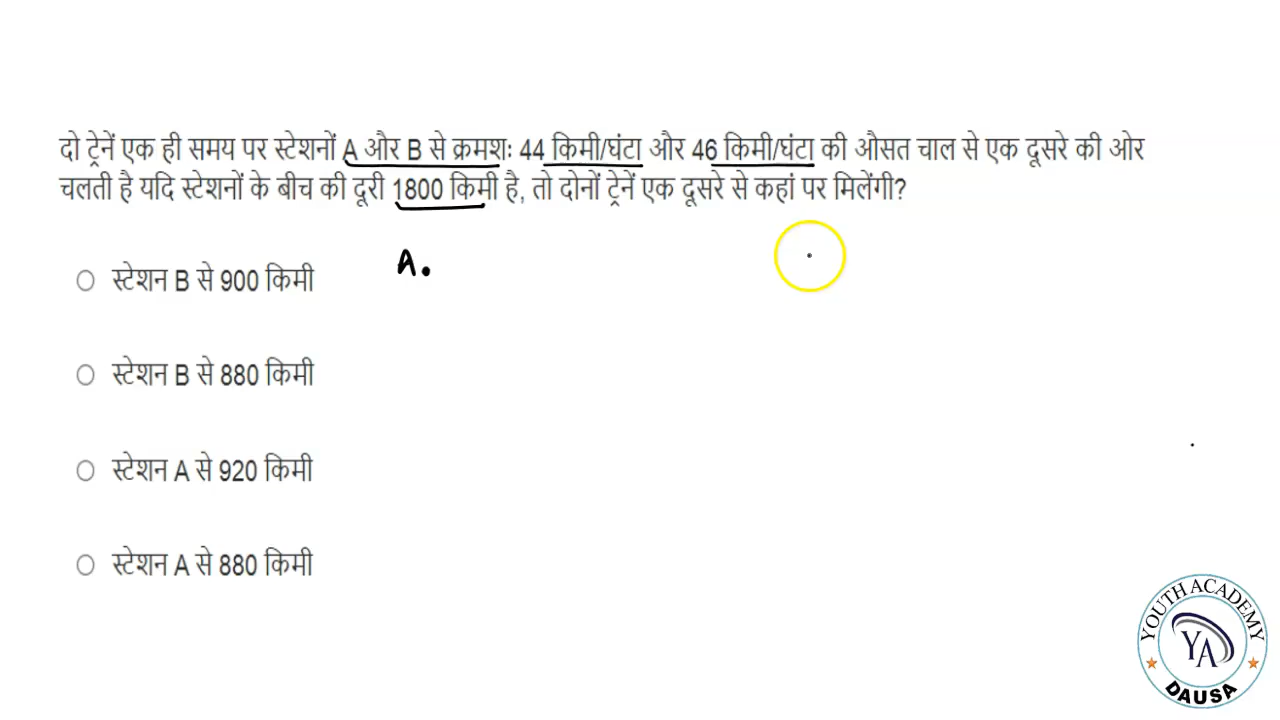 दो ट्रेनें एक ही समय पर स्टेशनों A और B से क्रमशः 44 किमी/घंटा और 46 किमी/घंटा की औसत चाल से एक दूसरे की ओर
चलती है यदि स्टेशनों के बीच की दूरी 1800 किमी है, तो दोनों ट्रेनें एक दूसरे से कहां पर मिलेंगी?
A.
स्टेशन B से 900 किमी
स्टेशन B से 880 किमी
स्टेशन A से 920 किमी
स्टेशन A से 880 किमी
YOUTH ACADEMY
YA
DAUSA